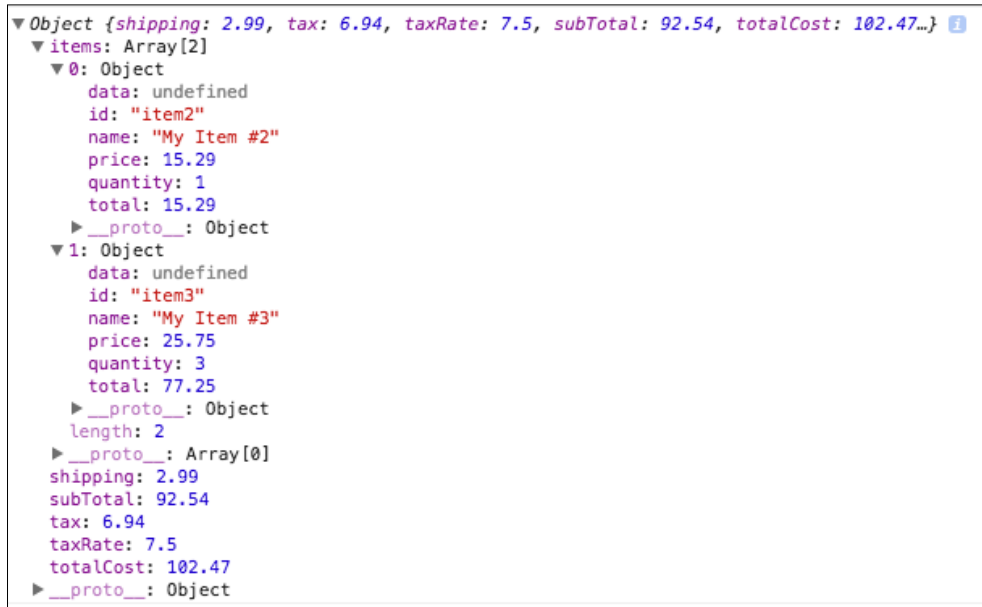 ▼Object {shipping: 2.99, tax: 6.94, taxRate: 7.5, subTotal: 92.54, totalCost: 102.47…} i
▼items: Array[2]
▼0: Object
data: undefined
id: "item2"
name: "My Item #2"
price: 15.29
quantity: 1
total: 15.29
▶__proto__: Object
▼1: Object
data: undefined
id: "item3"
name: "My Item #3"
price: 25.75
quantity: 3
total: 77.25
▶__proto__: Object
length: 2
▶__proto__: Array[0]
shipping: 2.99
subTotal: 92.54
tax: 6.94
taxRate: 7.5
totalCost: 102.47
▶__proto__: Object